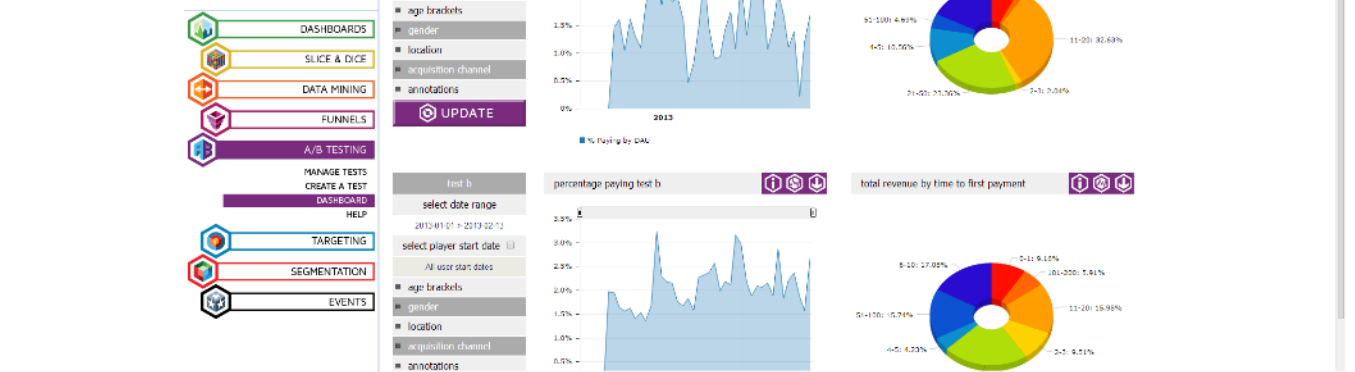 DASHBOARDS
SLICE & DICE
DATA MINING
FUNNELS
A/B TESTING
MANAGE TESTS
CREATE A TEST
DASHBOARD
HELP
TARGETING
SEGMENTATION
EVENTS
age brackets
gender
location
acquisition channel
annotations
UPDATE
1.5%
1.0%
0.5%
0%
2013
% Paying by DAU
51-100: 4.69%
4-5: 10.56%
21-50: 23.36%
2-3: 2.04%
11-20: 32.63%
test b
select date range
2013-01-01 > 2013-02-13
select player start date
All user start dates
age brackets
gender
location
acquisition channel
annotations
percentage paying test b
3.5%
3.0%
2.5%
2.0%
1.5%
1.0%
0.5%
total revenue by time to first payment
6-10: 17.05%
0-1: 9.16%
101-200: 5.91%
11-20: 15.98%
51-100: 15.74%
4-5: 4.23%
2-3: 9.51%